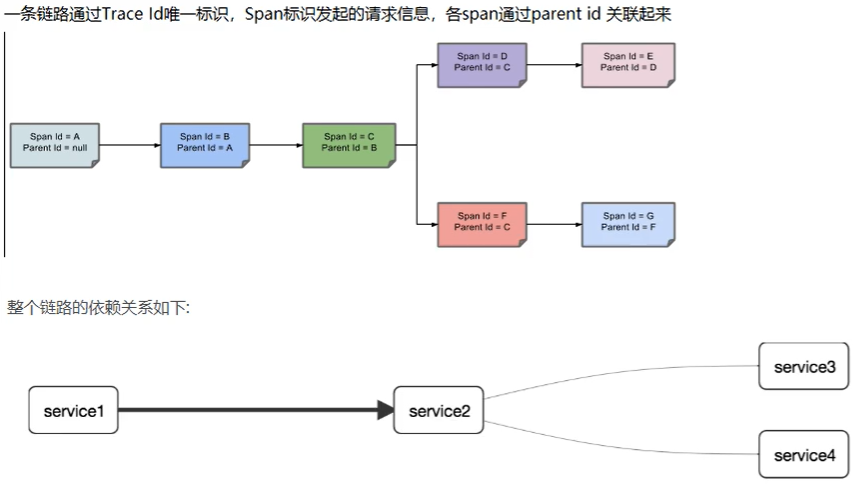 一条链路通过Trace Id唯一标识，Span标识发起的请求信息，各span通过parent id 关联起来
Span Id = D
Parent Id = C
Span Id = E
Parent Id = D
Span Id = A
Parent Id = null
Span Id = B
Parent Id = A
Span Id = C
Parent Id = B
Span Id = F
Parent Id = C
Span Id = G
Parent Id = F
整个链路的依赖关系如下:
service3
service1
service2
service4